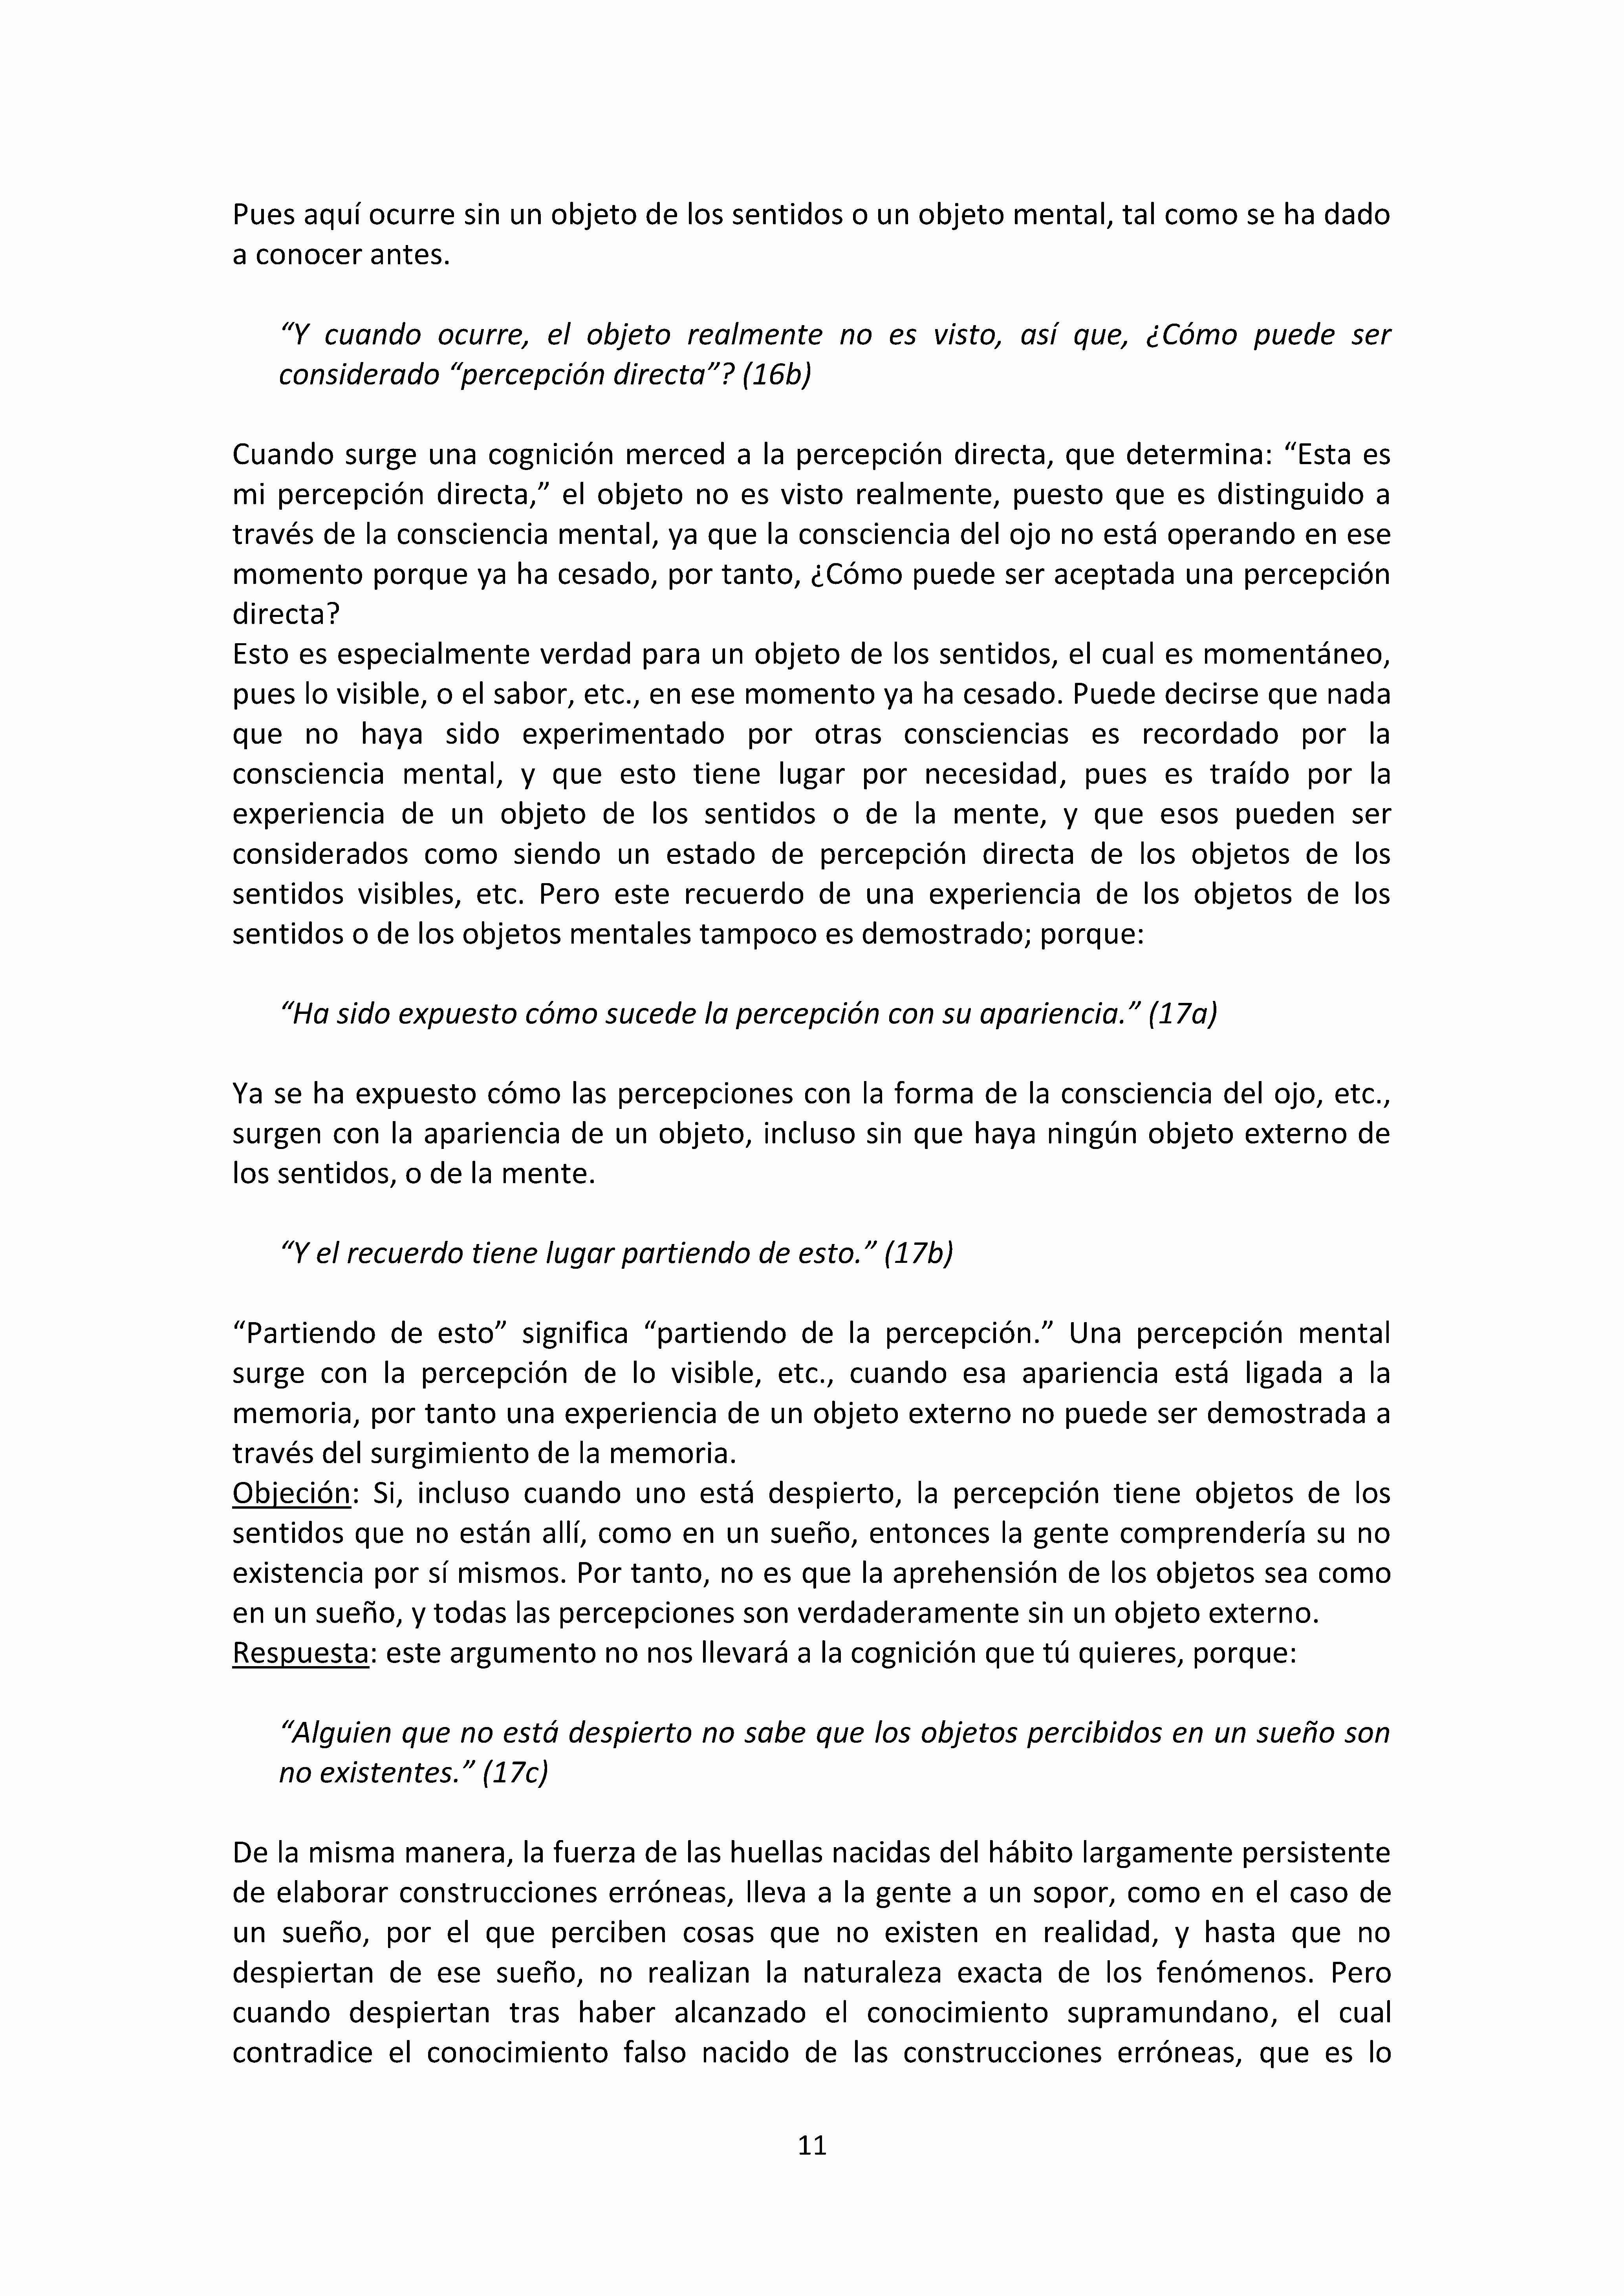 Pues aquí ocurre sin un objeto de los sentidos o un objeto mental, tal como se ha dado
a conocer antes.
“Y cuando ocurre, el objeto realmente no es visto, así que, ¿Cómo puede ser
considerado “percepción directa”? (16b)
Cuando surge una cognición merced a la percepción directa, que determina: “Esta es
mi percepción directa,” el objeto no es visto realmente, puesto que es distinguido a
través de la consciencia mental, ya que la consciencia del ojo no está operando en ese
momento porque ya ha cesado, por tanto, ¿Cómo puede ser aceptada una percepción
directa?
Esto es especialmente verdad para un objeto de los sentidos, el cual es momentáneo,
pues lo visible, o el sabor, etc., en ese momento ya ha cesado. Puede decirse que nada
que no haya sido experimentado por otras consciencias es recordado por la
consciencia mental, y que esto tiene lugar por necesidad, pues es traído por la
experiencia de un objeto de los sentidos o de la mente, y que esos pueden ser
considerados como siendo un estado de percepción directa de los objetos de los
sentidos visibles, etc. Pero este recuerdo de una experiencia de los objetos de los
sentidos o de los objetos mentales tampoco es demostrado; porque:
“Ha sido expuesto cómo sucede la percepción con su apariencia.” (17a)
Ya se ha expuesto cómo las percepciones con la forma de la consciencia del ojo, etc.,
surgen con la apariencia de un objeto, incluso sin que haya ningún objeto externo de
los sentidos, o de la mente.
“Y el recuerdo tiene lugar partiendo de esto.” (17b)
“Partiendo de esto” significa “partiendo de la percepción.” Una percepción mental
surge con la percepción de lo visible, etc., cuando esa apariencia está ligada a la
memoria, por tanto una experiencia de un objeto externo no puede ser demostrada a
través del surgimiento de la memoria.
Objeción: Si, incluso cuando uno está despierto, la percepción tiene objetos de los
sentidos que no están allí, como en un sueño, entonces la gente comprendería su no
existencia por sí mismos. Por tanto, no es que la aprehensión de los objetos sea como
en un sueño, y todas las percepciones son verdaderamente sin un objeto externo.
Respuesta: este argumento no nos llevará a la cognición que tú quieres, porque:
“Alguien que no está despierto no sabe que los objetos percibidos en un sueño son
no existentes.” (17c)
De la misma manera, la fuerza de las huellas nacidas del hábito largamente persistente
de elaborar construcciones erróneas, lleva a la gente a un sopor, como en el caso de
un sueño, por el que perciben cosas que no existen en realidad, y hasta que no
despiertan de ese sueño, no realizan la naturaleza exacta de los fenómenos. Pero
cuando despiertan tras haber alcanzado el conocimiento supramundano, el cual
contradice el conocimiento falso nacido de las construcciones erróneas, que es lo
11